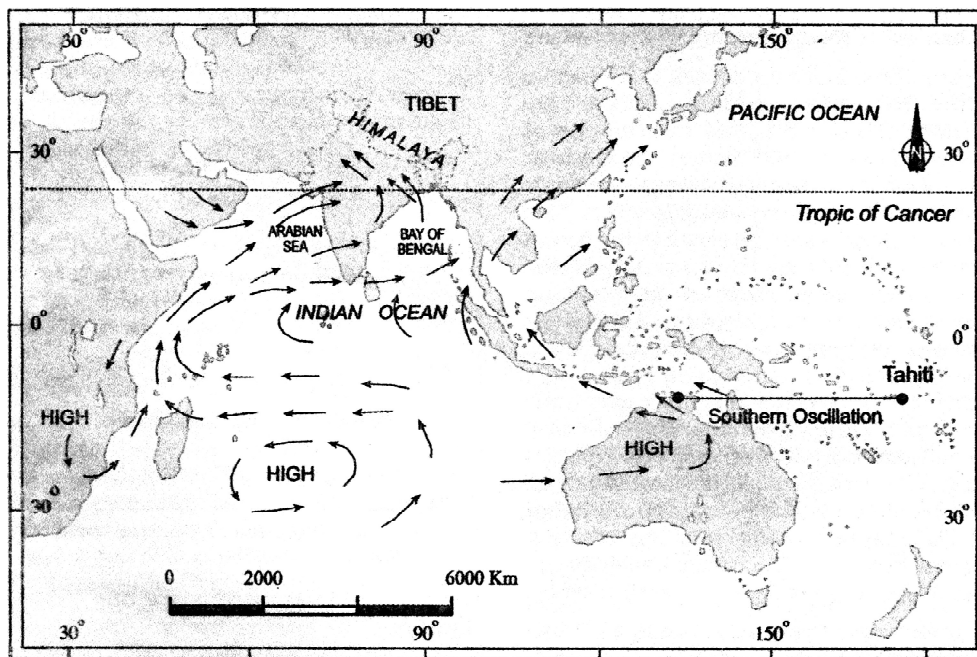 30°
90°
150°
TIBET
HIMALAYA
PACIFIC OCEAN
30°
N
30°
Tropic of Cancer
ARABIAN
SEA
BAY OF
BENGAL
INDIAN OCEAN
0°
0°
Tahiti
HIGH
Southern Oscillation
HIGH
HIGH
30°
30°
0
2000
6000 Km
30°
90°
150°